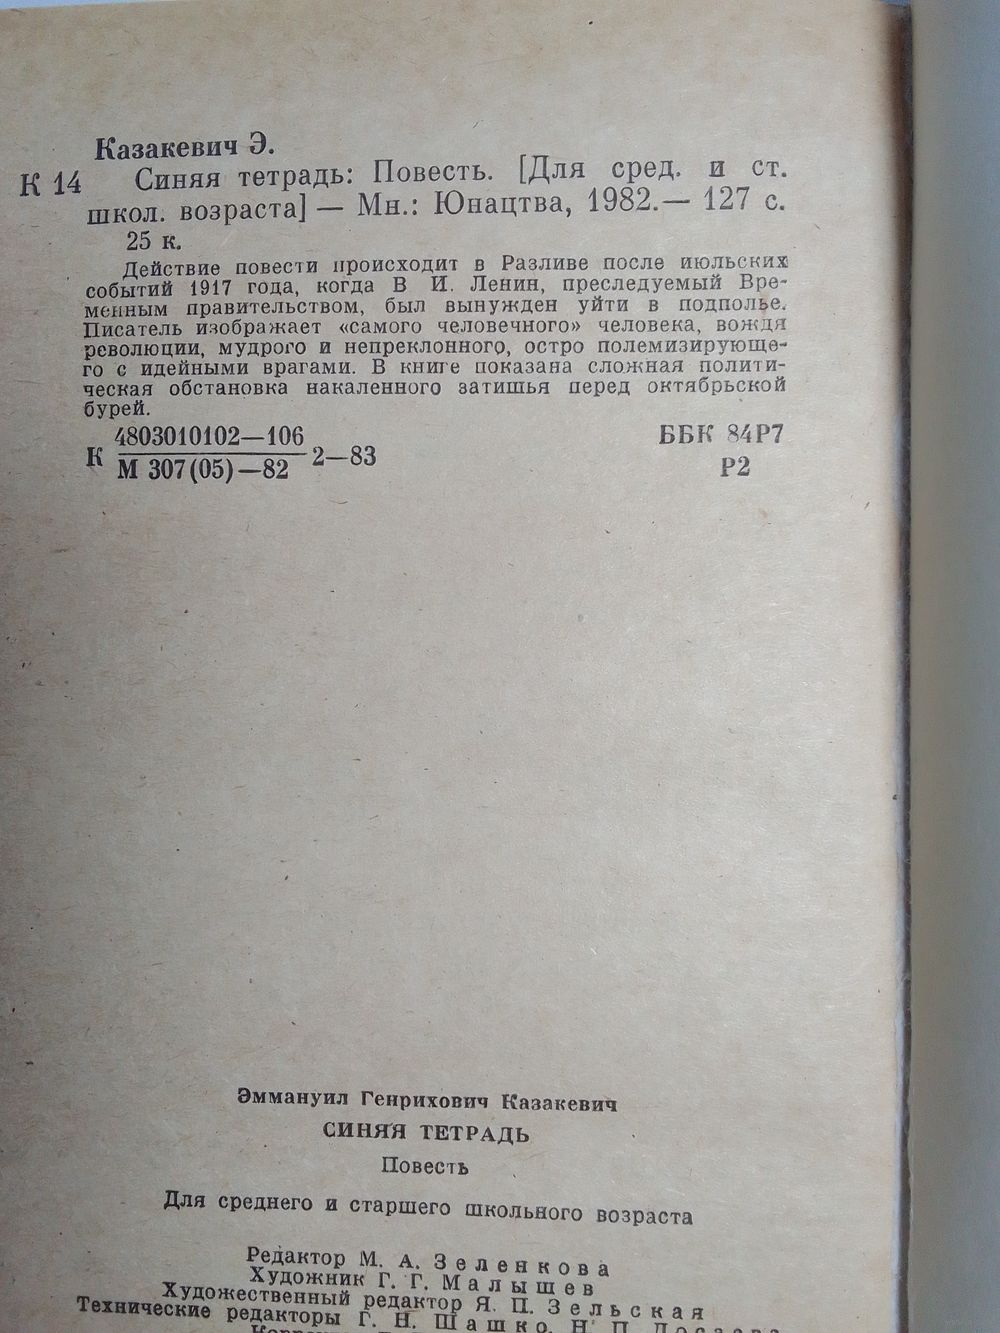 Казакевич Э.
К 14 Синяя тетрадь: Повесть. [Для сред. и ст.
школ. возраста] — Мн.: Юнацтва, 1982.— 127 с.
25 к.
Действие повести происходит в Разливе после июльских
событий 1917 года, когда В И. Ленин, преследуемый Вре-
менным правительством, был вынужден уйти в подполье.
Писатель изображает «самого человечного» человека, вождя
революции, мудрого и непреклонного, остро полемизирующе-
го с идейными врагами. В книге показана сложная полити-
ческая обстановка накаленного затишья перед октябрьской
бурей.
4803010102—106
К 2—83
М 307(05)—82
ББК 84Р7
Р2
Эммануил Генрихович Казакевич
СИНЯЯ ТЕТРАДЬ
Повесть
Для среднего и старшего школьного возраста
Редактор М. А. Зеленкова
Художник Г. Г. Малышев
Художественный редактор Я. П. Зельская
Технические редакторы Г. Н. Шашко, Н. П.